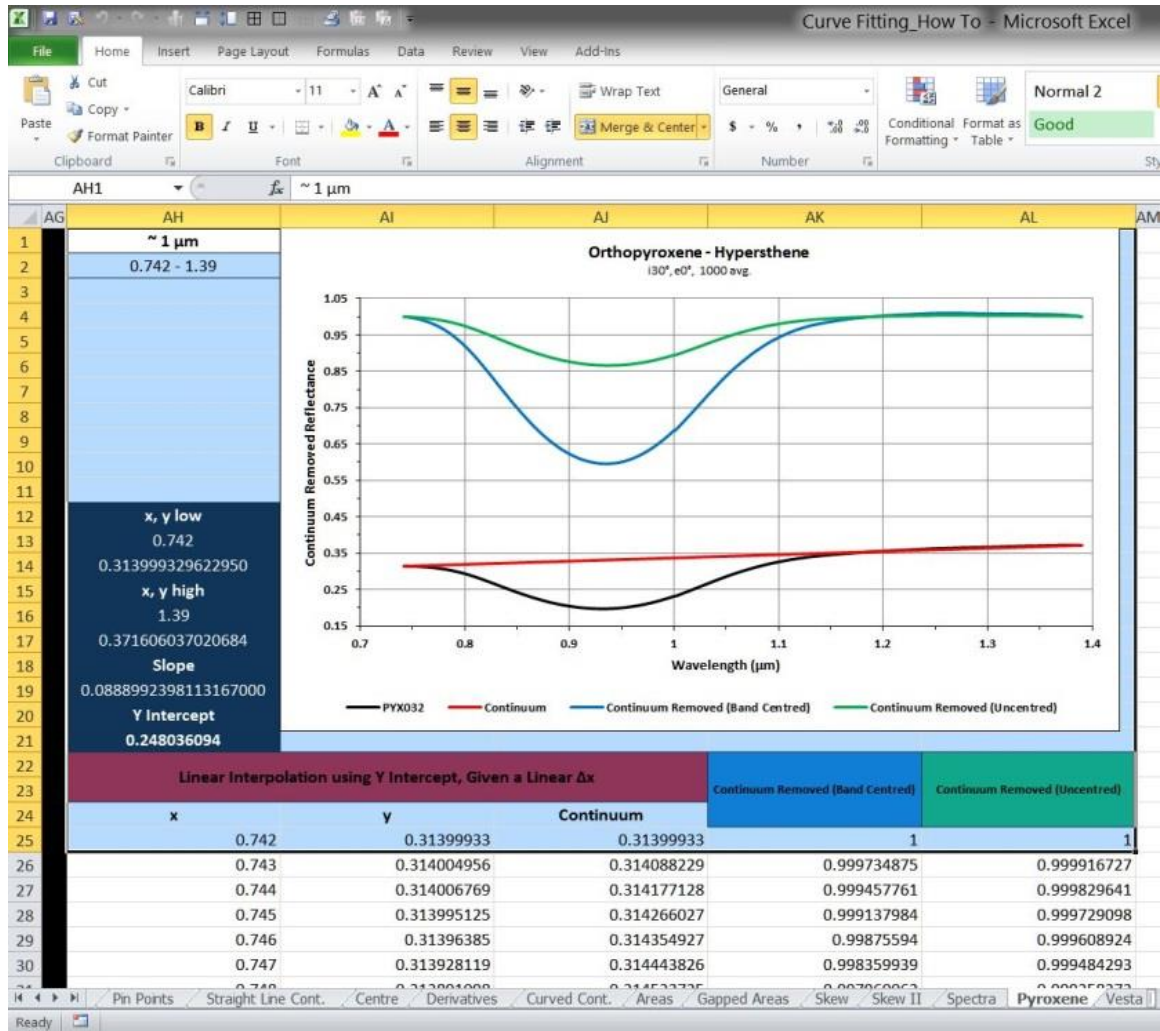 Curve Fitting_How To - Microsoft Excel
File Home Insert Page Layout Formulas Data Review View Add-Ins
Paste
Cut
Copy
Format Painter
Clipboard
Calibri 11 A A
B I U A
Font
Wrap Text
Merge & Center
Alignment
General
$ % , .0 .00 .00 .0
Number
Conditional Formatting
Format as Table
Normal 2
Good
AH1 fx ~ 1 µm
AG AH AI AJ AK AL AM
1 ~ 1 µm
2 0.742 - 1.39
3
4
5
6
7
8
9
10
11
12 x, y low
13 0.742
14 0.313999329622950
15 x, y high
16 1.39
17 0.371606037020684
18 Slope
19 0.0888992398113167000
20 Y Intercept
21 0.248036094
Orthopyroxene - Hypersthene
i30°, e0°, 1000 avg.
Continuum Removed Reflectance
1.05
0.95
0.85
0.75
0.65
0.55
0.45
0.35
0.25
0.15
0.7 0.8 0.9 1 1.1 1.2 1.3 1.4
Wavelength (µm)
PYX032 Continuum Continuum Removed (Band Centred) Continuum Removed (Uncentred)
22
Linear Interpolation using Y Intercept, Given a Linear Δx
23 Continuum Removed (Band Centred) Continuum Removed (Uncentred)
24 x y Continuum
25 0.742 0.31399933 0.31399933 1 1
26 0.743 0.314004956 0.314088229 0.999734875 0.999916727
27 0.744 0.314006769 0.314177128 0.999457761 0.999829641
28 0.745 0.313995125 0.314266027 0.999137984 0.999729098
29 0.746 0.31396385 0.314354927 0.99875594 0.999608924
30 0.747 0.313928119 0.314443826 0.998359939 0.999484293
Pin Points Straight Line Cont. Centre Derivatives Curved Cont. Areas Gapped Areas Skew Skew II Spectra Pyroxene Vesta
Ready